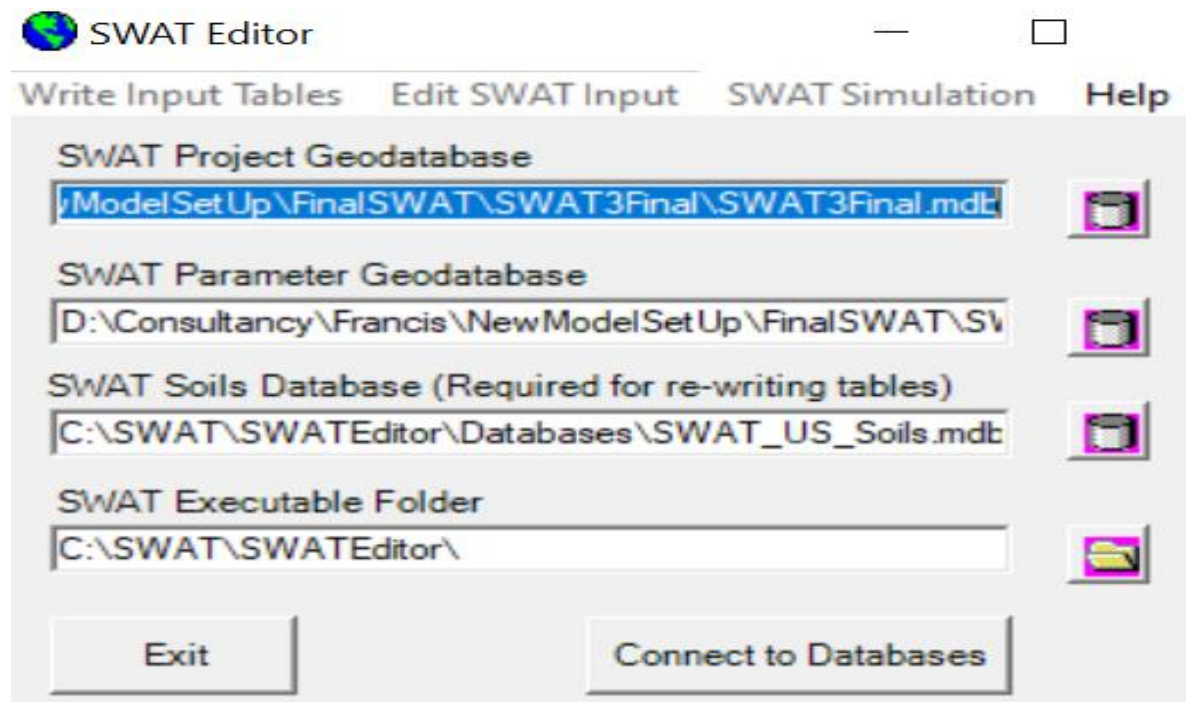 SWAT Editor
Write Input Tables Edit SWAT Input SWAT Simulation Help
SWAT Project Geodatabase
ModelSetUp\FinalSWAT\SWAT3Final\SWAT3Final.mdb
SWAT Parameter Geodatabase
D:\Consultancy\Francis\NewModelSetUp\FinalSWAT\SW
SWAT Soils Database (Required for re-writing tables)
C:\SWAT\SWATEditor\Databases\SWAT_US_Soils.mdb
SWAT Executable Folder
C:\SWAT\SWATEditor\
Exit Connect to Databases